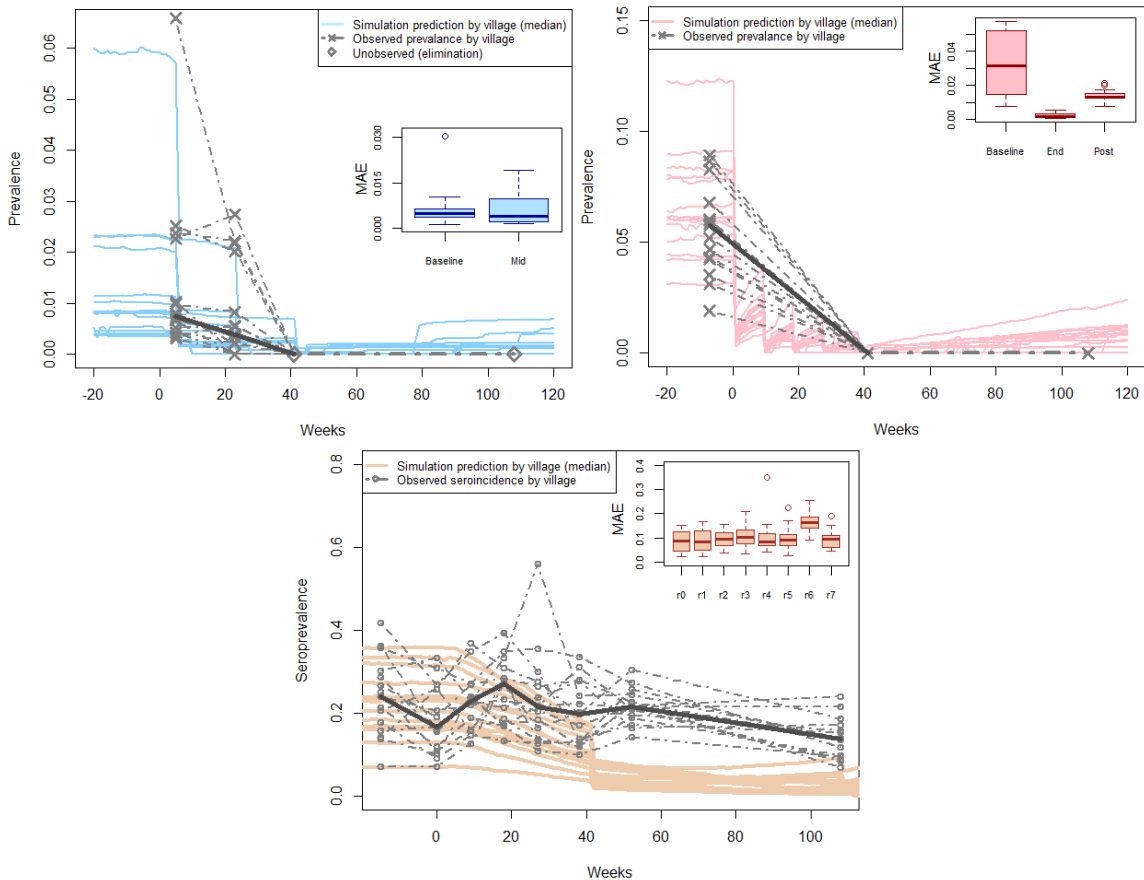 Simulation prediction by village (median)
Observed prevalence by village
Unobserved (elimination)
Prevalence
0.00 0.01 0.02 0.03 0.04 0.05 0.06
-20 0 20 40 60 80 100 120
Weeks
MAE
0.000 0.015 0.030
Baseline Mid
Simulation prediction by village (median)
Observed prevalance by village
Prevalence
0.00 0.05 0.10 0.15
-20 0 20 40 60 80 100 120
Weeks
MAE
0.00 0.02 0.04
Baseline End Post
Simulation prediction by village (median)
Observed seroincidence by village
Seroprevalence
0.0 0.2 0.4 0.6 0.8
0 20 40 60 80 100
Weeks
MAE
0.0 0.1 0.2 0.3 0.4
r0 r1 r2 r3 r4 r5 r6 r7